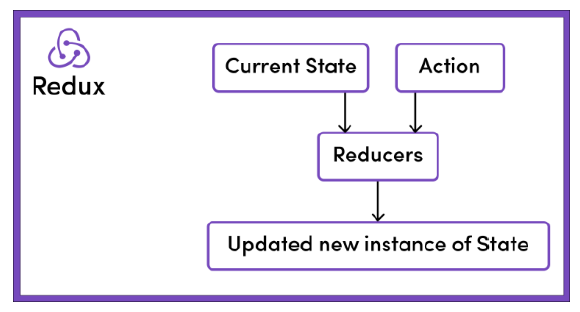 Redux
Current State
Action
Reducers
Updated new instance of State